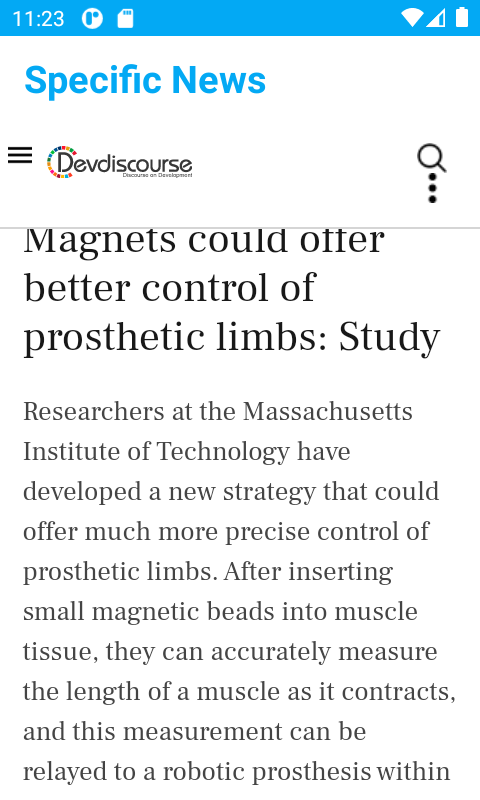 11:23
Specific News
Devdiscourse
Discourse on Development
Magnets could offer
better control of
prosthetic limbs: Study
Researchers at the Massachusetts
Institute of Technology have
developed a new strategy that could
offer much more precise control of
prosthetic limbs. After inserting
small magnetic beads into muscle
tissue, they can accurately measure
the length of a muscle as it contracts,
and this measurement can be
relayed to a robotic prosthesis within